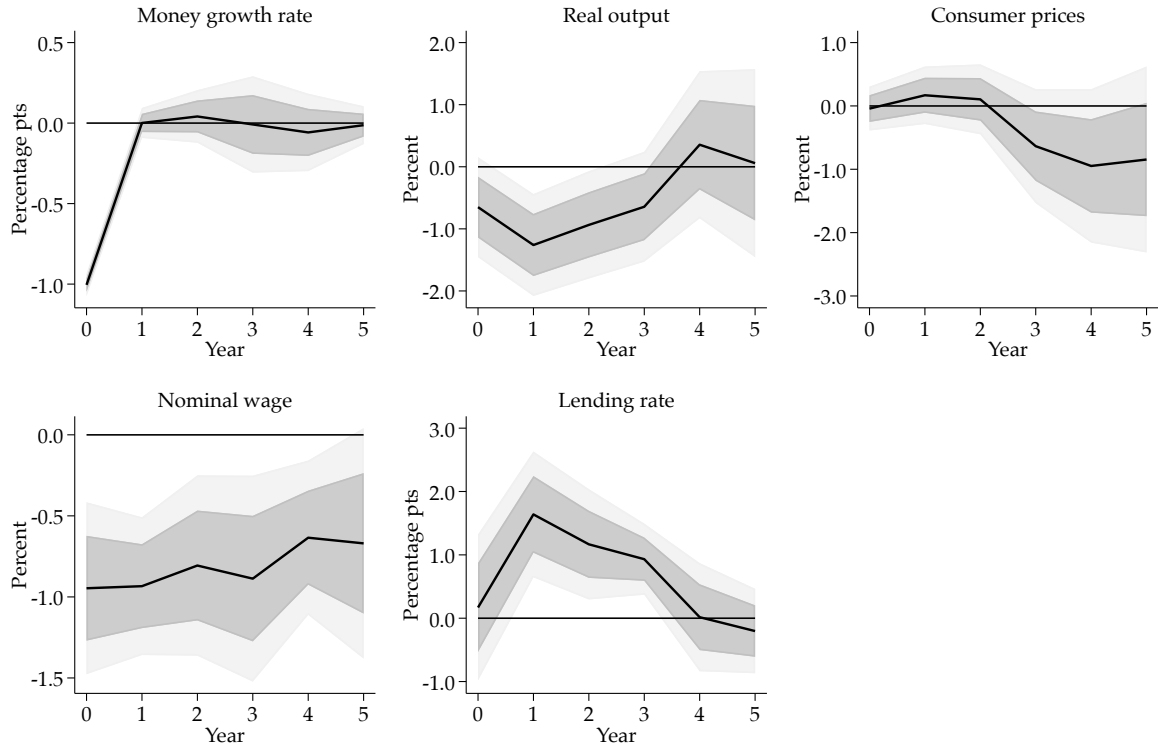 Money growth rate
Percentage pts
0.5
0.0
-0.5
-1.0
0 1 2 3 4 5
Year
Real output
Percent
2.0
1.0
0.0
-1.0
-2.0
0 1 2 3 4 5
Year
Consumer prices
Percent
1.0
0.0
-1.0
-2.0
-3.0
0 1 2 3 4 5
Year
Nominal wage
Percent
0.0
-0.5
-1.0
-1.5
0 1 2 3 4 5
Year
Lending rate
Percentage pts
3.0
2.0
1.0
0.0
-1.0
0 1 2 3 4 5
Year